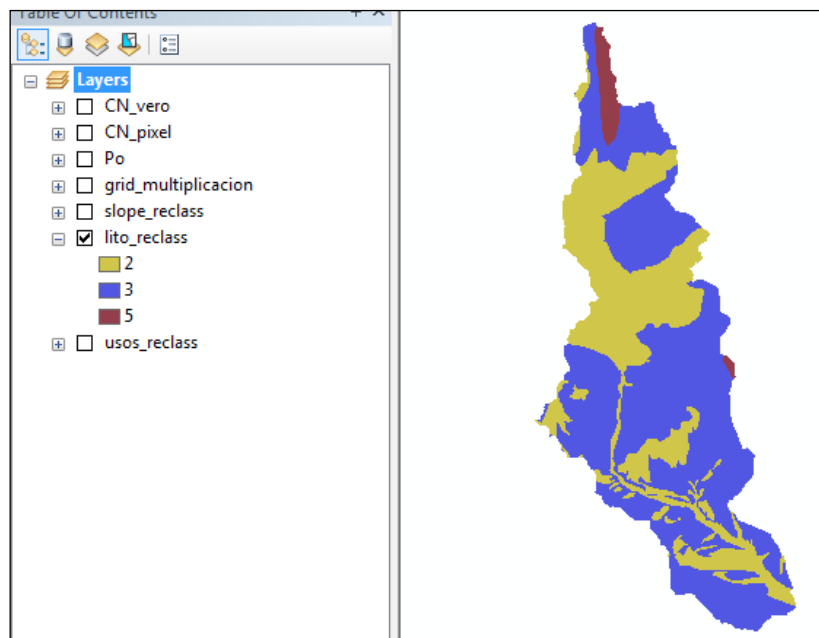 Table Of Contents
Layers
CN_vero
CN_pixel
Po
grid_multiplicacion
slope_reclass
lito_reclass
2
3
5
usos_reclass